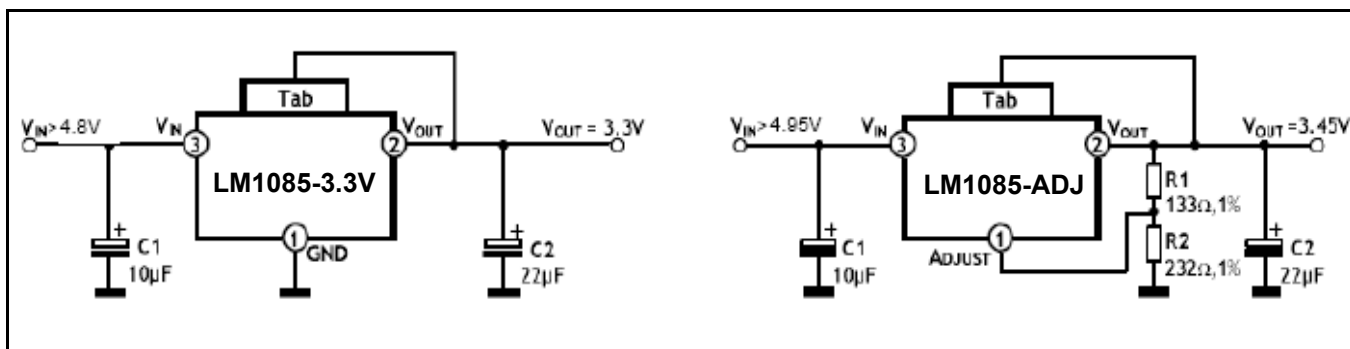 Tab
V_IN>4.8V
V_IN
3
V_OUT
2
V_OUT = 3.3V
LM1085-3.3V
1
GND
+
C1
10µF
+
C2
22µF
Tab
V_IN>4.95V
V_IN
3
V_OUT
2
V_OUT =3.45V
LM1085-ADJ
R1
133Ω,1%
1
ADJUST
R2
232Ω,1%
+
C1
10µF
+
C2
22µF